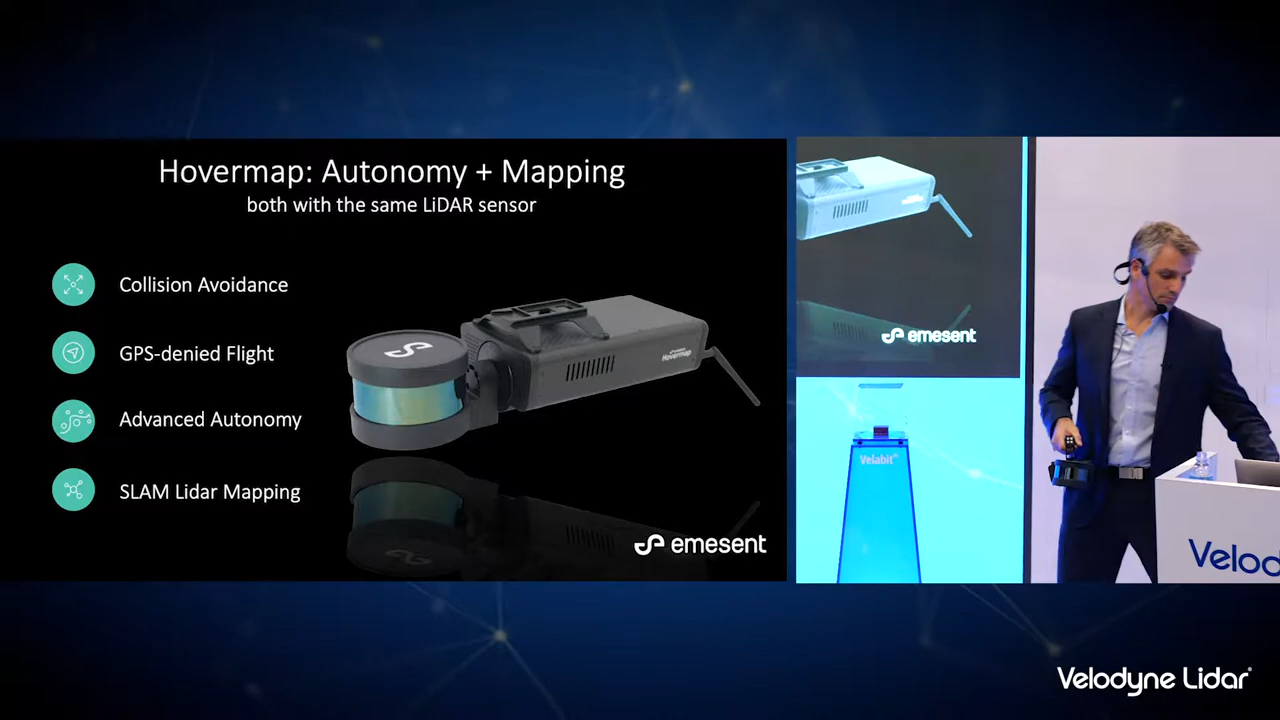 Hovermap: Autonomy + Mapping
both with the same LiDAR sensor
Collision Avoidance
GPS-denied Flight
Advanced Autonomy
SLAM Lidar Mapping
Hovermap
emesent
emesent
Velabit®
Velod
Velodyne Lidar®